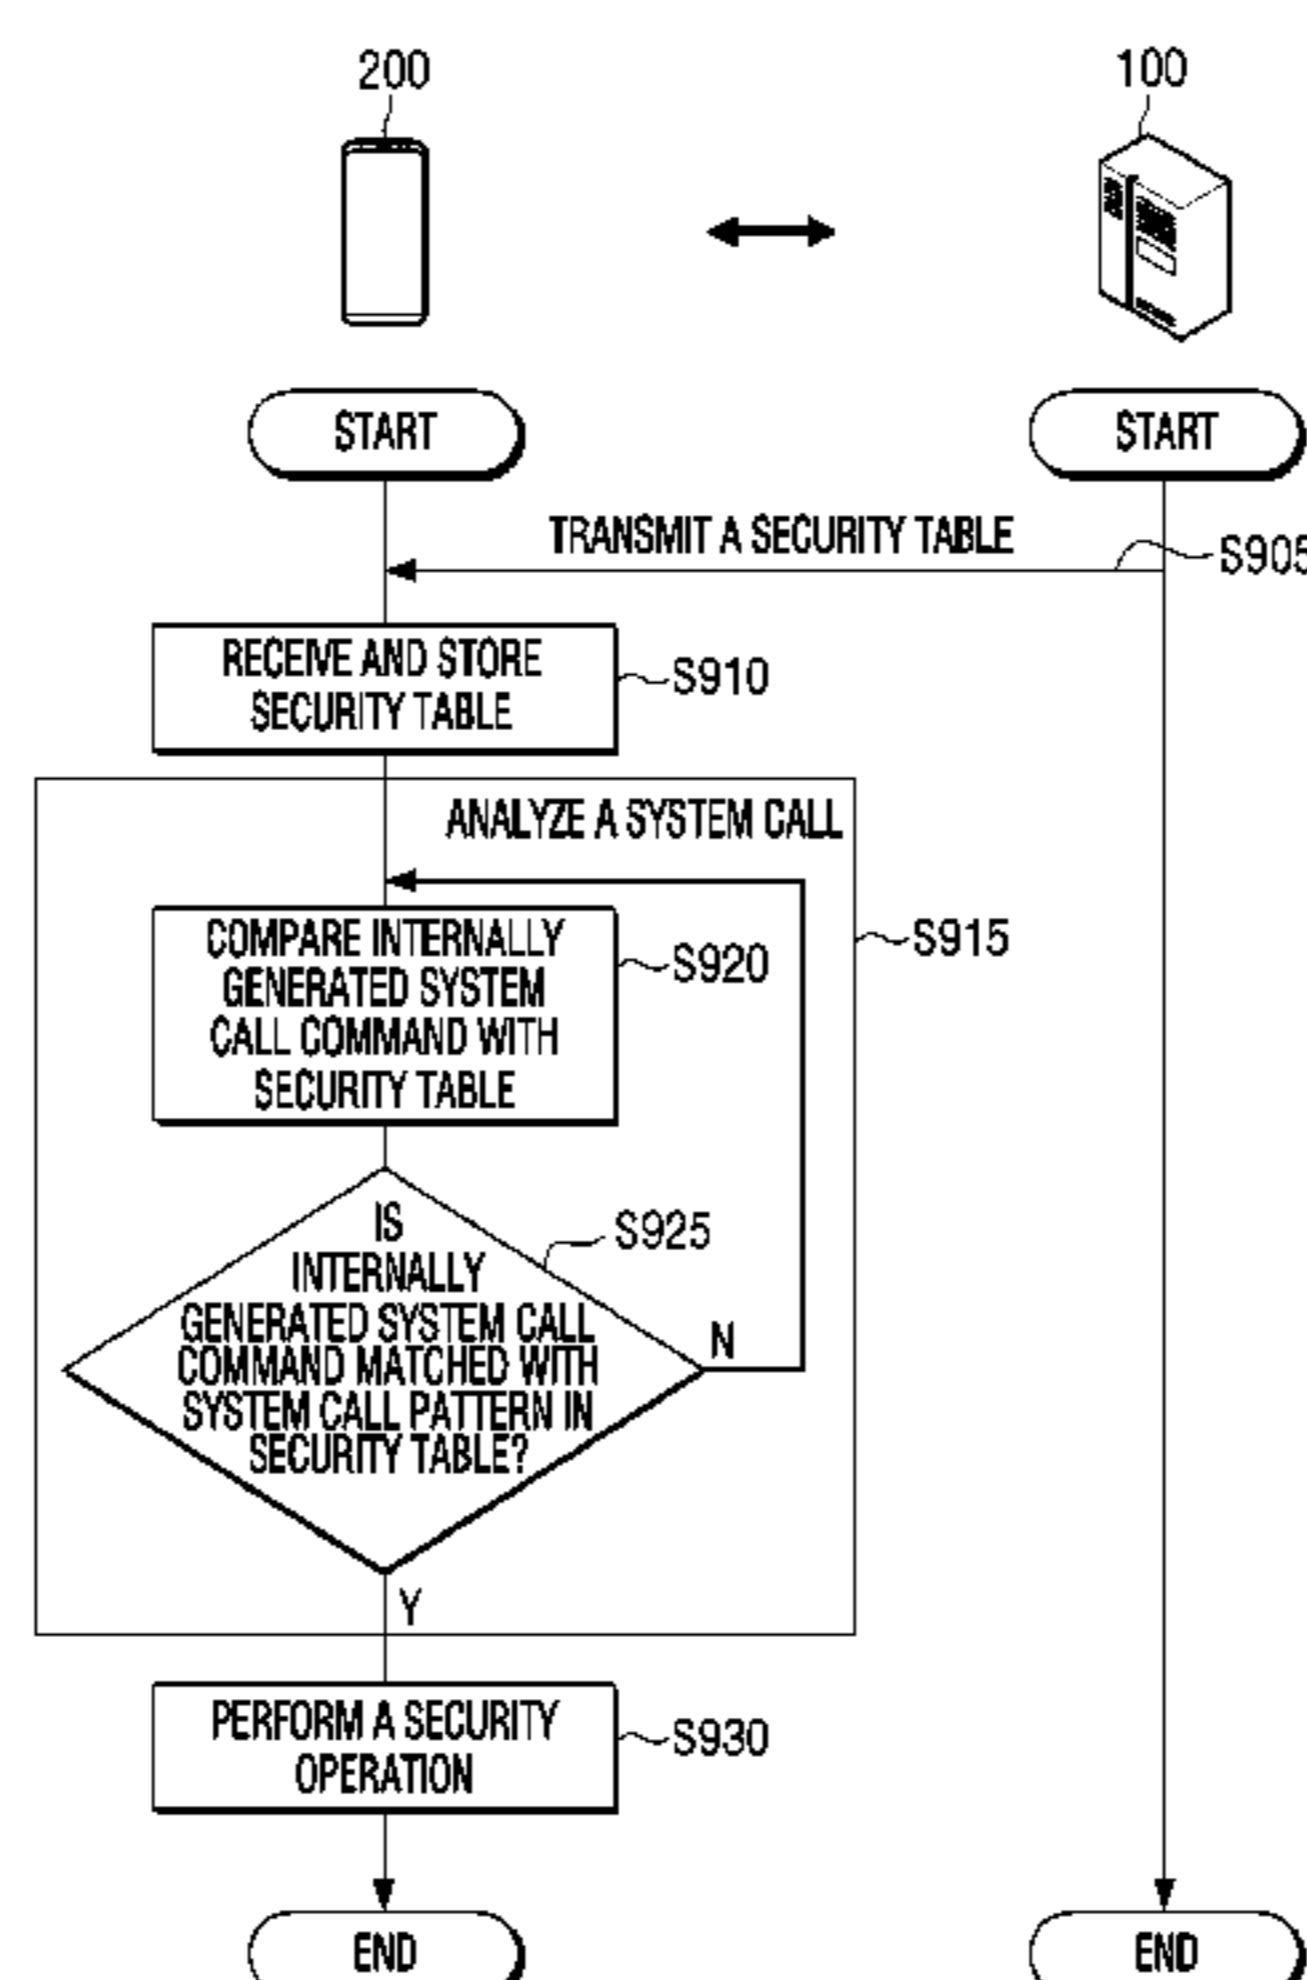 200
100
START
START
TRANSMIT A SECURITY TABLE
S905
RECEIVE AND STORE
SECURITY TABLE
S910
ANALYZE A SYSTEM CALL
COMPARE INTERNALLY
GENERATED SYSTEM
CALL COMMAND WITH
SECURITY TABLE
S920
S915
IS
INTERNALLY
GENERATED SYSTEM CALL
COMMAND MATCHED WITH
SYSTEM CALL PATTERN IN
SECURITY TABLE?
S925
N
Y
PERFORM A SECURITY
OPERATION
S930
END
END